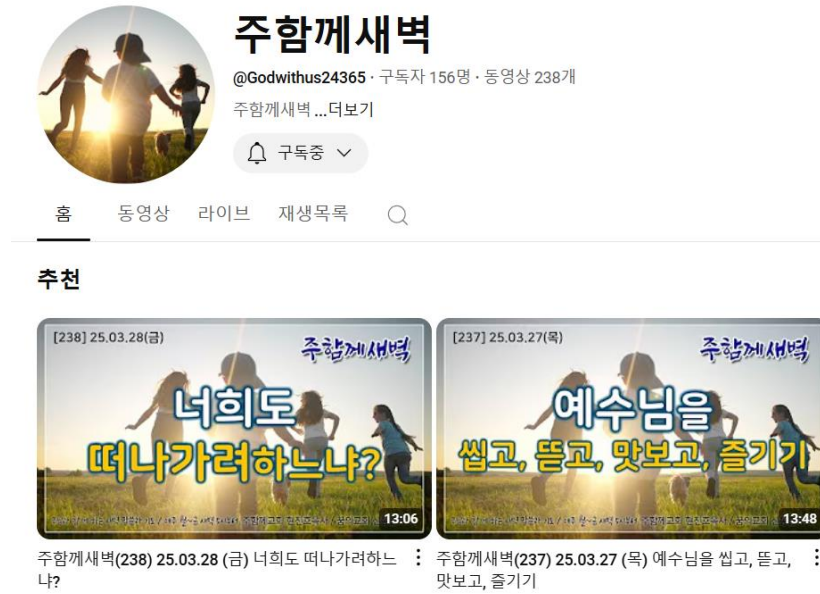 주함께새벽
@Godwithus24365 · 구독자 156명 · 동영상 238개
주함께새벽 ...더보기
구독중
홈 동영상 라이브 재생목록
추천
[238] 25.03.28(금)
주함께새벽
너희도
떠나가려하느냐?
13:06
[237] 25.03.27(목)
주함께새벽
예수님을
씹고, 뜯고, 맛보고, 즐기기
13:48
주함께새벽(238) 25.03.28 (금) 너희도 떠나가려하느
냐?
주함께새벽(237) 25.03.27 (목) 예수님을 씹고, 뜯고,
맛보고, 즐기기